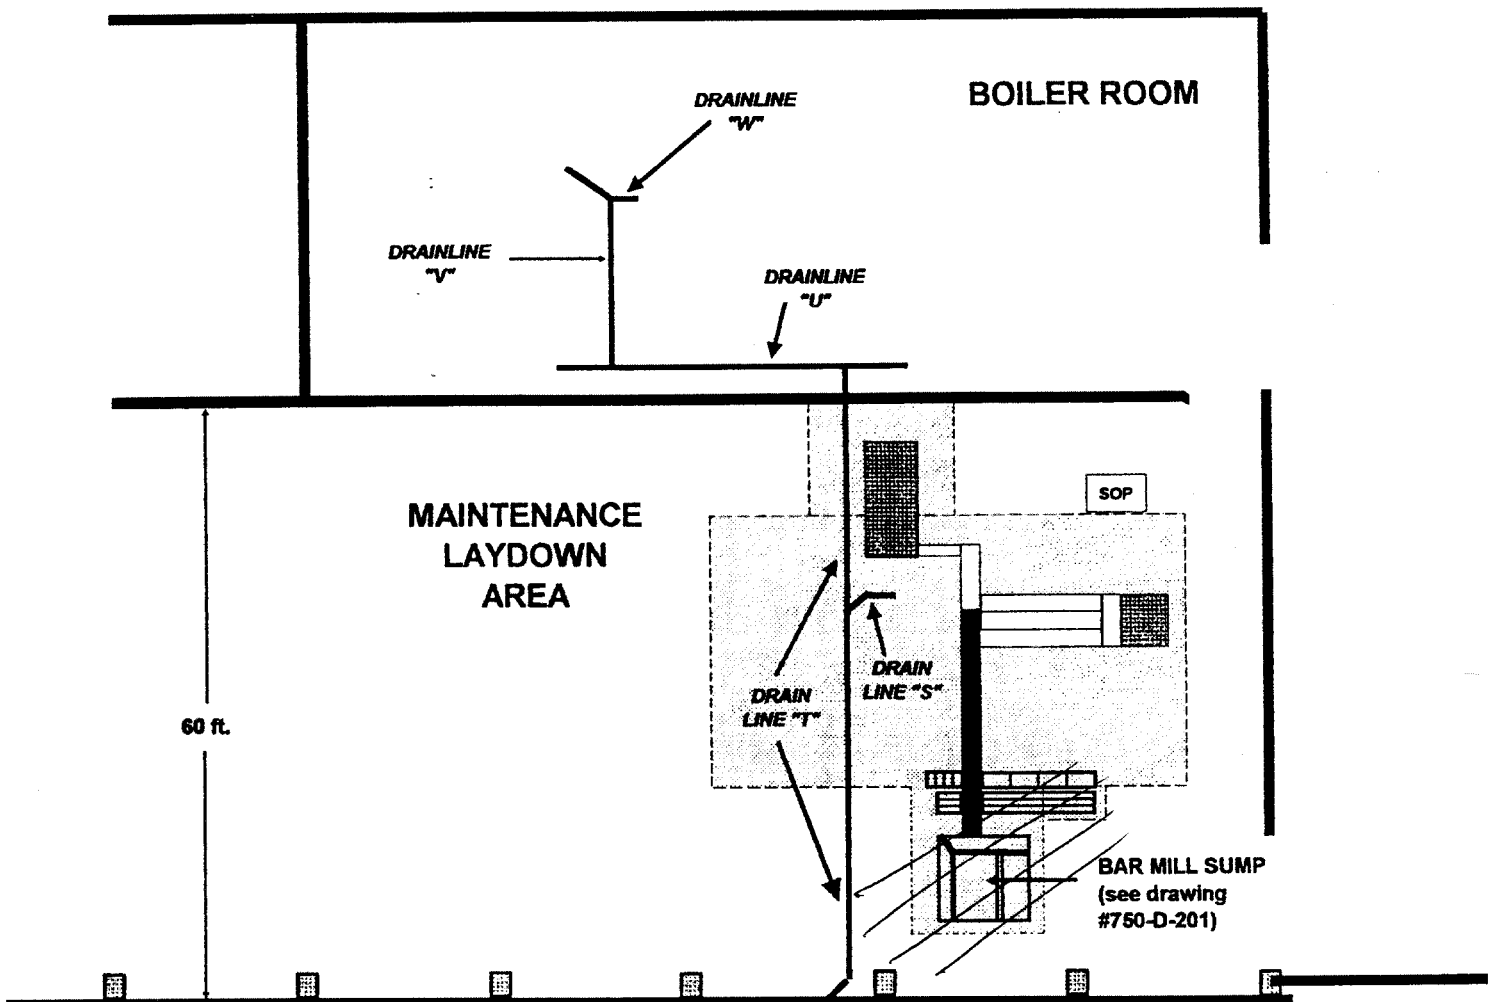 BOILER ROOM
DRAINLINE
"W"
DRAINLINE
"V"
DRAINLINE
"U"
MAINTENANCE
LAYDOWN
AREA
SOP
DRAIN
LINE "S"
DRAIN
LINE "T"
60 ft.
BAR MILL SUMP
(see drawing
#750-D-201)